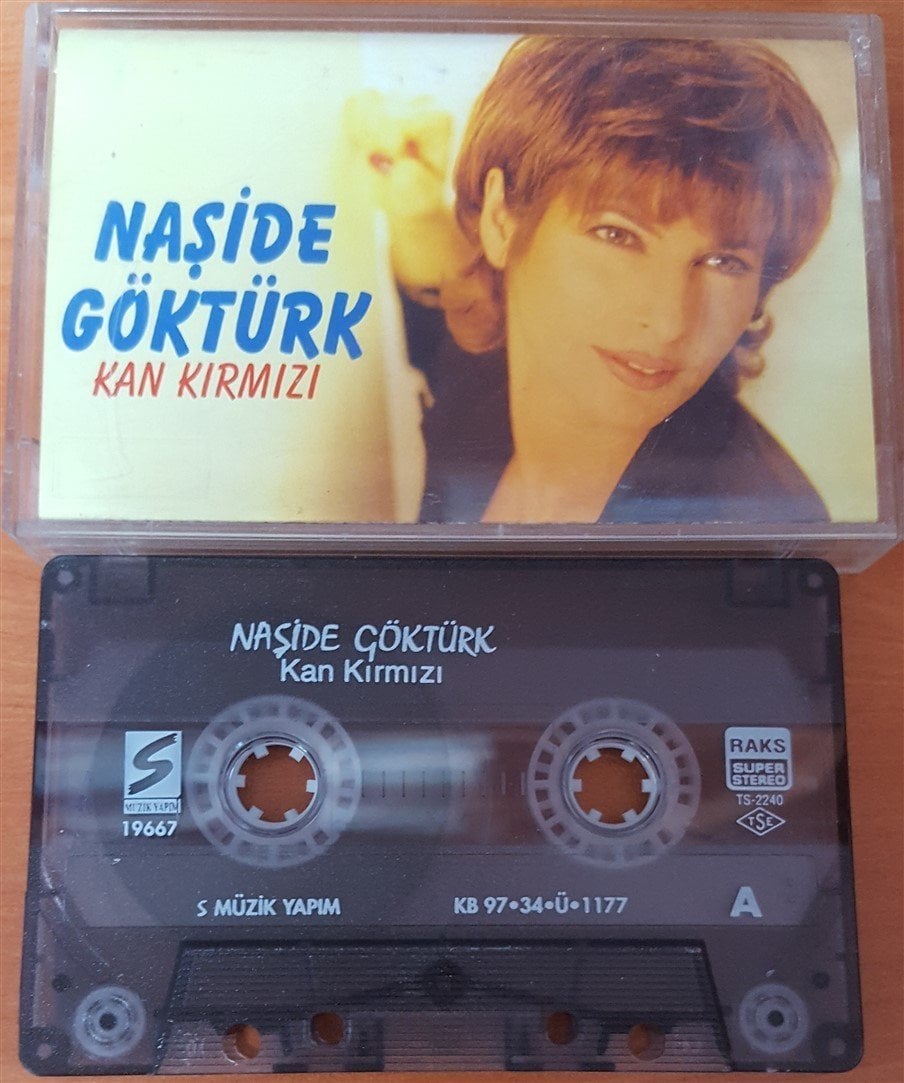 NAŞİDE
GÖKTÜRK
KAN KIRMIZI
NAŞİDE GÖKTÜRK
Kan Kırmızı
S
MÜZİK YAPIM
19667
RAKS
SUPER
STEREO
TS-2240
TSE
S MÜZİK YAPIM
KB 97•34•Ü•1177
A